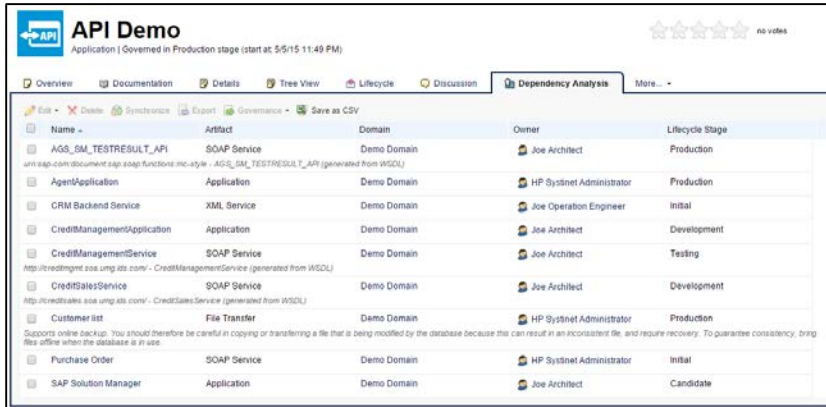 API
API Demo
no votes
Application | Governed in Production stage (start at: 5/5/15 11:49 PM)
Overview Documentation Details Tree View Lifecycle Discussion Dependency Analysis More...
Edit Delete Synchronize Export Governance Save as CSV
Name Artifact Domain Owner Lifecycle Stage
AGS_SM_TESTRESULT_API SOAP Service Demo Domain Joe Architect Production
urn:sap-com:document:sap:soap:functions:mc-style - AGS_SM_TESTRESULT_API (generated from WSDL)
AgentApplication Application Demo Domain HP Systinet Administrator Production
CRM Backend Service XML Service Demo Domain Joe Operation Engineer Initial
CreditManagementApplication Application Demo Domain Joe Architect Development
CreditManagementService SOAP Service Demo Domain Joe Architect Testing
http://creditmgmt.soa.umg.ids.com/ - CreditManagementService (generated from WSDL)
CreditSalesService SOAP Service Demo Domain Joe Architect Development
http://creditsales.soa.umg.ids.com/ - CreditSalesService (generated from WSDL)
Customer list File Transfer Demo Domain HP Systinet Administrator Production
Supports online backup. You should therefore be careful in copying or transferring a file that is being modified by the database because this can result in an inconsistent file, and require recovery. To guarantee consistency, bring
files offline when the database is in use.
Purchase Order SOAP Service Demo Domain HP Systinet Administrator Initial
SAP Solution Manager Application Demo Domain Joe Architect Candidate